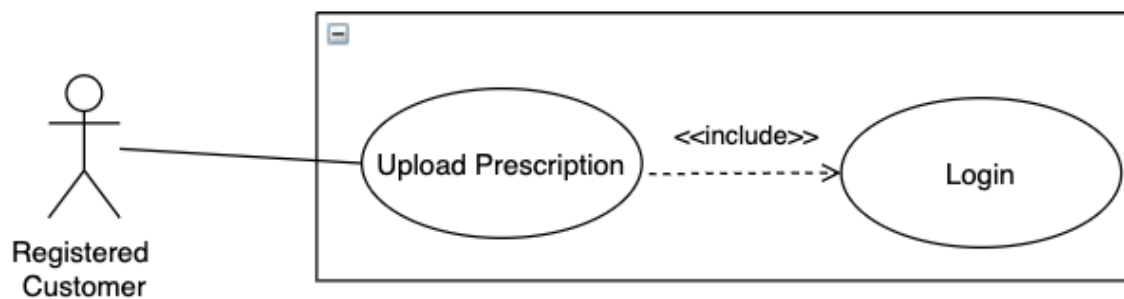 <<include>>
Upload Prescription
Login
Registered
Customer